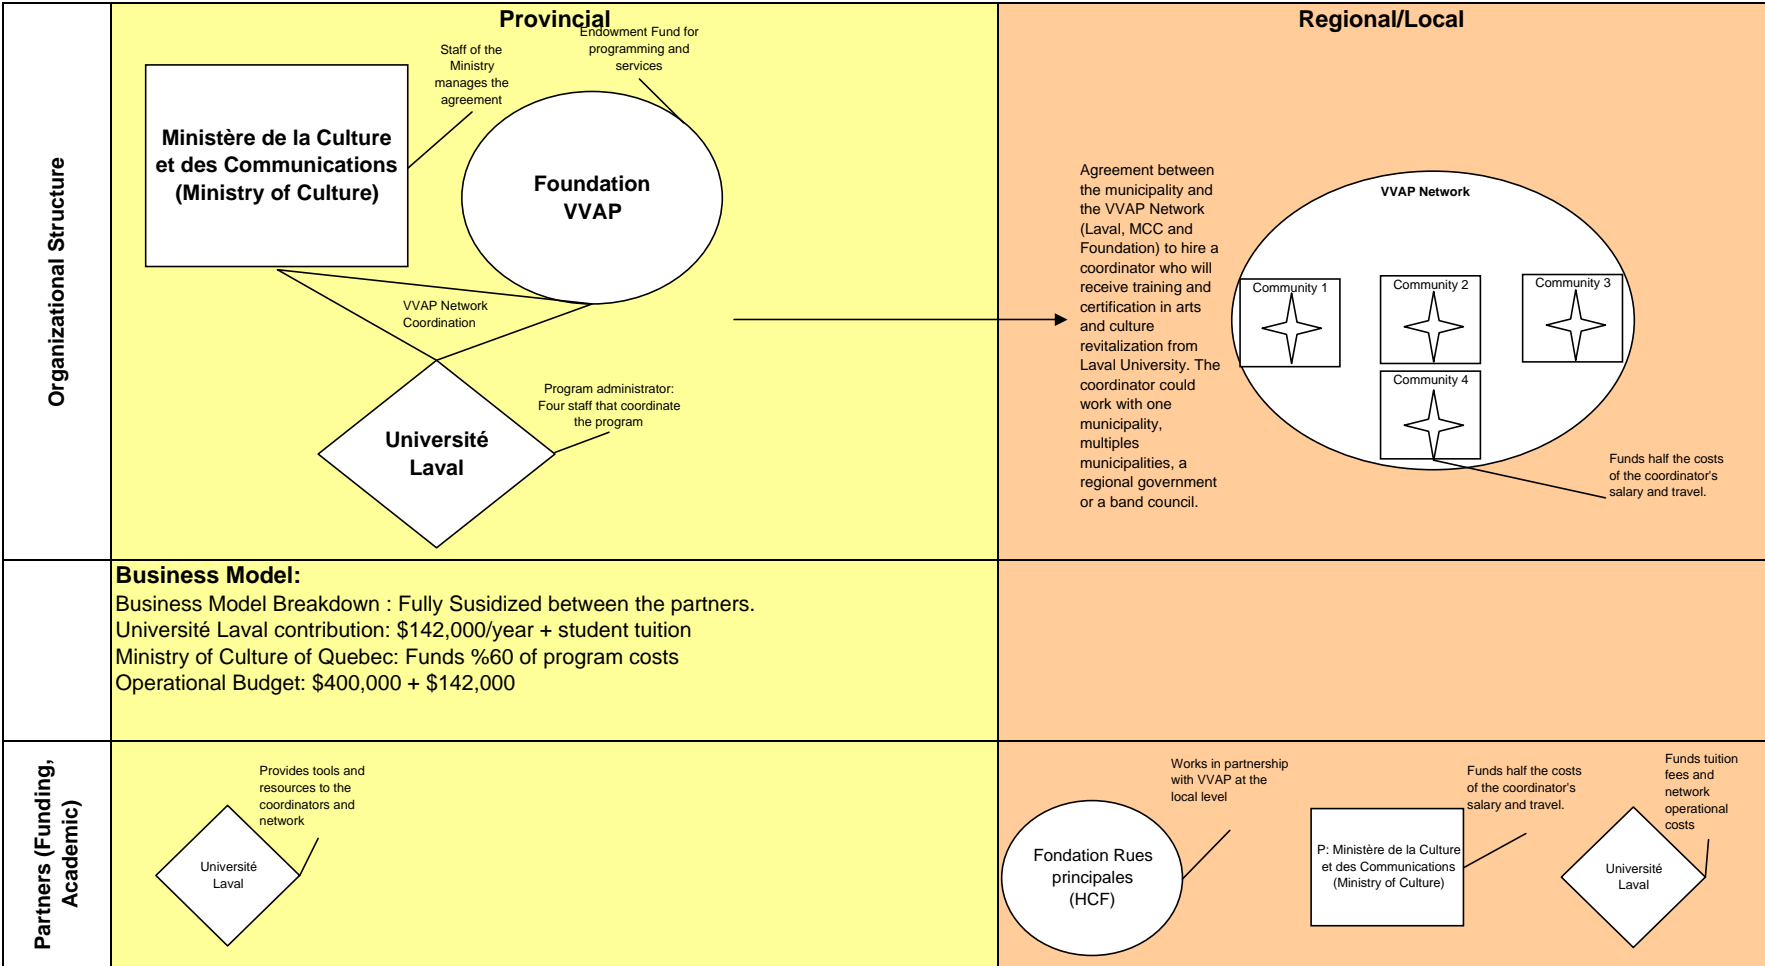 Provincial
Regional/Local
Organizational Structure
Staff of the
Ministry
manages the
agreement
Endowment Fund for
programming and
services
Ministère de la Culture
et des Communications
(Ministry of Culture)
Foundation
VVAP
VVAP Network
Coordination
Program administrator:
Four staff that coordinate
the program
Université
Laval
Agreement between
the municipality and
the VVAP Network
(Laval, MCC and
Foundation) to hire a
coordinator who will
receive training and
certification in arts
and culture
revitalization from
Laval University. The
coordinator could
work with one
municipality,
multiples
municipalities, a
regional government
or a band council.
VVAP Network
Community 1
Community 2
Community 3
Community 4
Funds half the costs
of the coordinator's
salary and travel.
Business Model:
Business Model Breakdown : Fully Susidized between the partners.
Université Laval contribution: $142,000/year + student tuition
Ministry of Culture of Quebec: Funds %60 of program costs
Operational Budget: $400,000 + $142,000
Partners (Funding,
Academic)
Provides tools and
resources to the
coordinators and
network
Université
Laval
Works in partnership
with VVAP at the
local level
Fondation Rues
principales
(HCF)
Funds half the costs
of the coordinator's
salary and travel.
P: Ministère de la Culture
et des Communications
(Ministry of Culture)
Funds tuition
fees and
network
operational
costs
Université
Laval